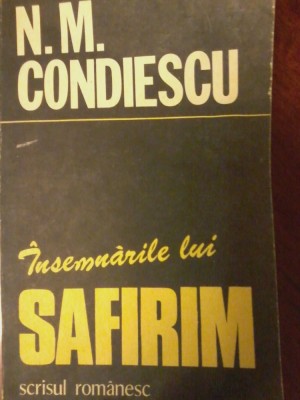 N. M.
CONDIESCU
Însemnările lui
SAFIRIM
scrisul românesc